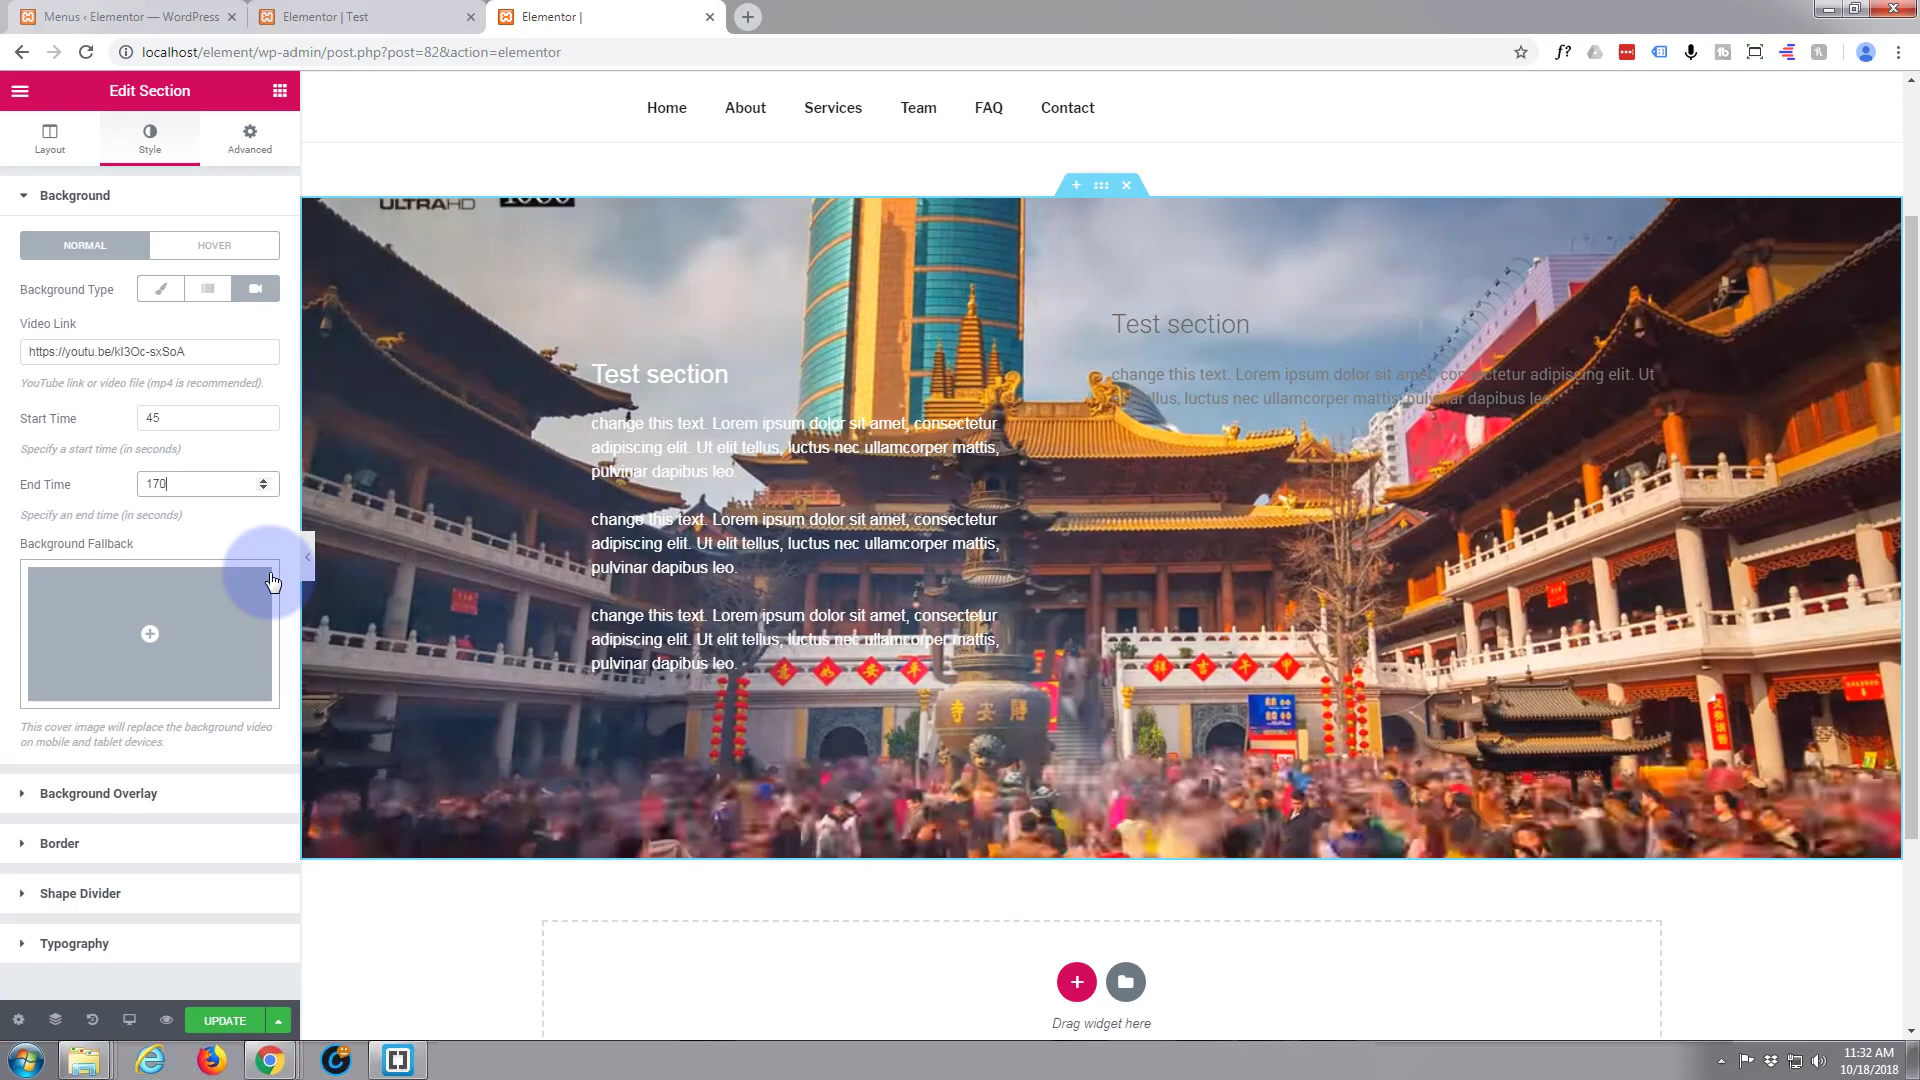 Menus ‹ Elementor — WordPress
Elementor | Test
Elementor |
localhost/element/wp-admin/post.php?post=82&action=elementor
f?
Edit Section
Layout
Style
Advanced
Home
About
Services
Team
FAQ
Contact
Background
NORMAL
HOVER
Background Type
Video Link
https://youtu.be/kI3Oc-sxSoA
YouTube link or video file (mp4 is recommended).
Start Time
45
Specify a start time (in seconds)
End Time
170
Specify an end time (in seconds)
Background Fallback
This cover image will replace the background video
on mobile and tablet devices.
Background Overlay
Border
Shape Divider
Typography
UPDATE
ULTRAHD
Test section
change this text. Lorem ipsum dolor sit amet, consectetur
adipiscing elit. Ut elit tellus, luctus nec ullamcorper mattis,
pulvinar dapibus leo.
change this text. Lorem ipsum dolor sit amet, consectetur
adipiscing elit. Ut elit tellus, luctus nec ullamcorper mattis,
pulvinar dapibus leo.
change this text. Lorem ipsum dolor sit amet, consectetur
adipiscing elit. Ut elit tellus, luctus nec ullamcorper mattis,
pulvinar dapibus leo.
Test section
change this text. Lorem ipsum dolor sit amet, consectetur adipiscing elit. Ut
elit tellus, luctus nec ullamcorper mattis, pulvinar dapibus leo.
寺安靜
Drag widget here
11:32 AM
10/18/2018